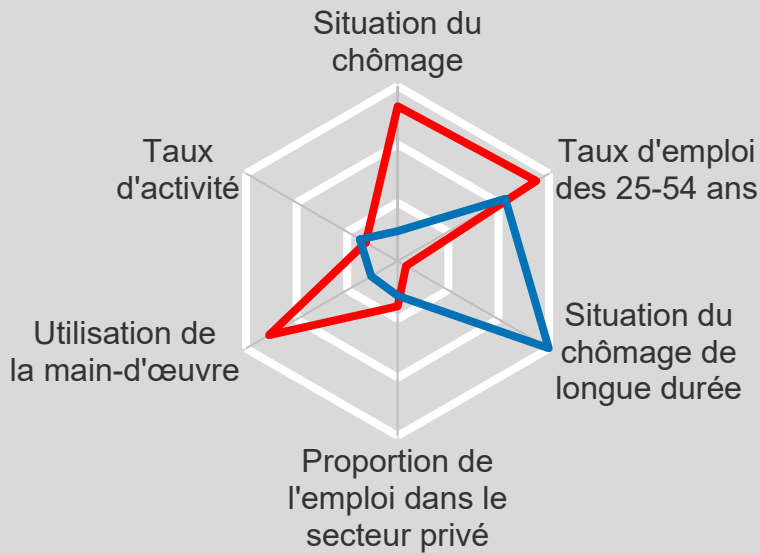 Situation du
chômage
Taux d'emploi
des 25-54 ans
Situation du
chômage de
longue durée
Proportion de
l'emploi dans le
secteur privé
Utilisation de
la main-d'œuvre
Taux
d'activité